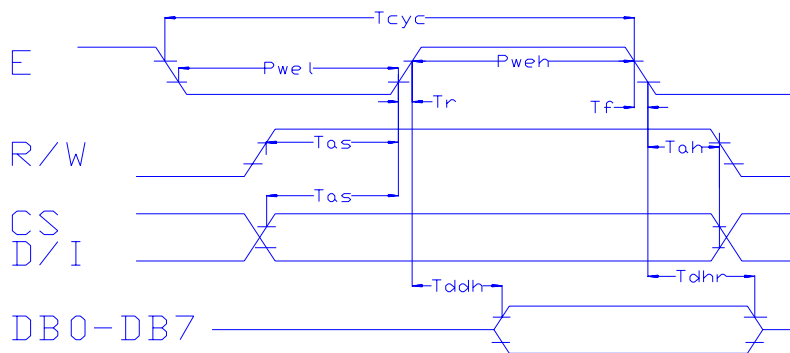 Tcyc
E
Pwel
Pweh
Tr
Tf
R/W
Tas
Tah
Tas
CS
D/I
Tddh
Tdhr
DB0-DB7